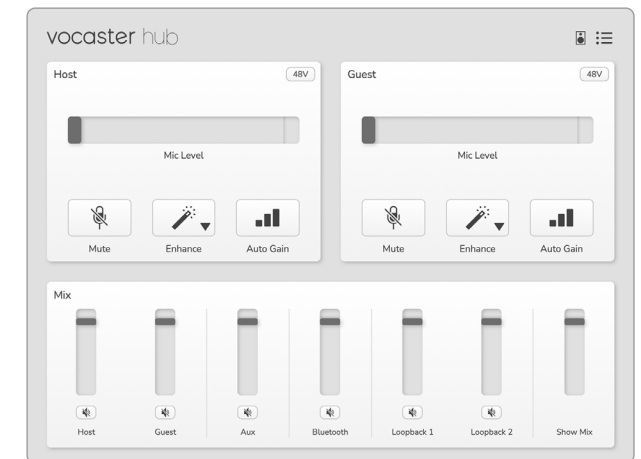 vocaster hub
Host
48V
Mic Level
Mute
Enhance
Auto Gain
Guest
48V
Mic Level
Mute
Enhance
Auto Gain
Mix
Host
Guest
Aux
Bluetooth
Loopback 1
Loopback 2
Show Mix